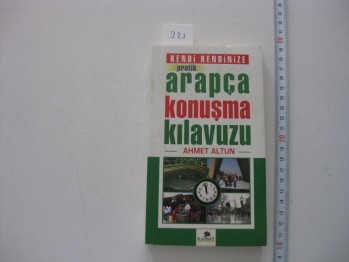 321
KENDİ KENDİNİZE
pratik
arapça
konuşma
kılavuzu
AHMET ALTUN